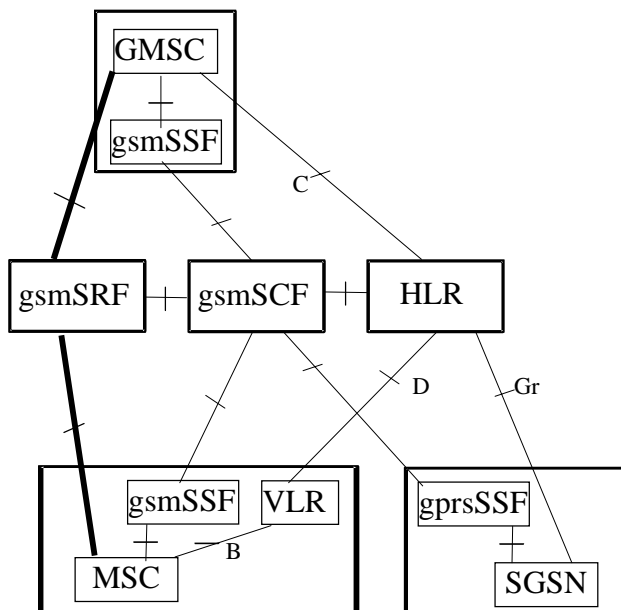 GMSC
gsmSSF
C
gsmSRF
gsmSCF
HLR
D
Gr
gsmSSF
VLR
gprsSSF
B
MSC
SGSN